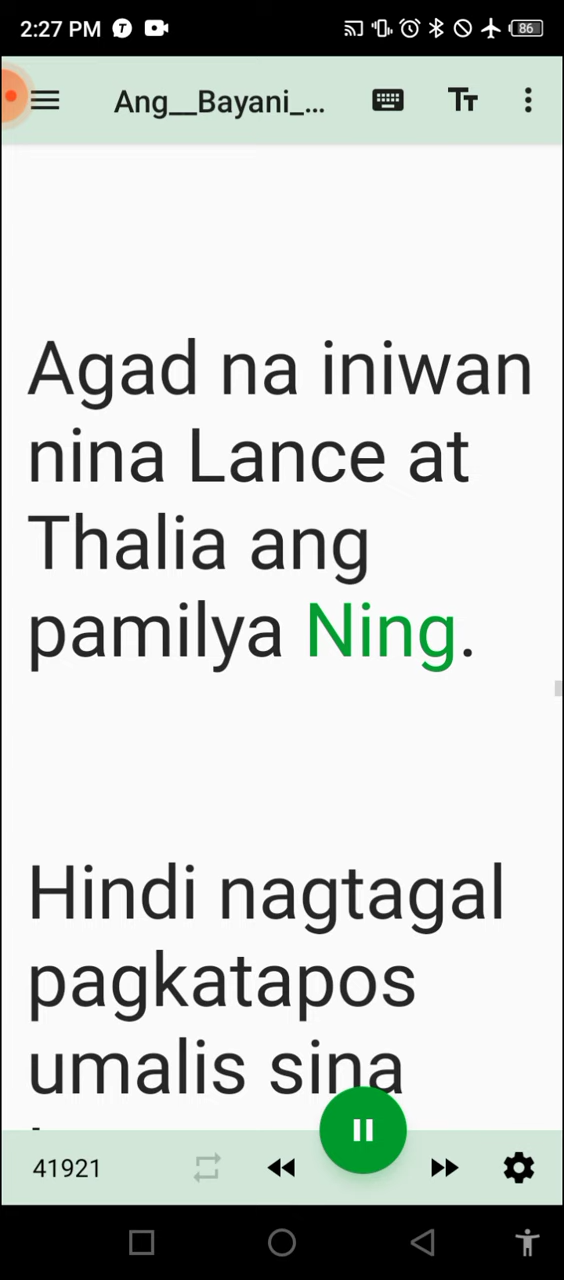 2:27 PM
86
Ang__Bayani_...
Agad na iniwan
nina Lance at
Thalia ang
pamilya Ning.
Hindi nagtagal
pagkatapos
umalis sina
41921